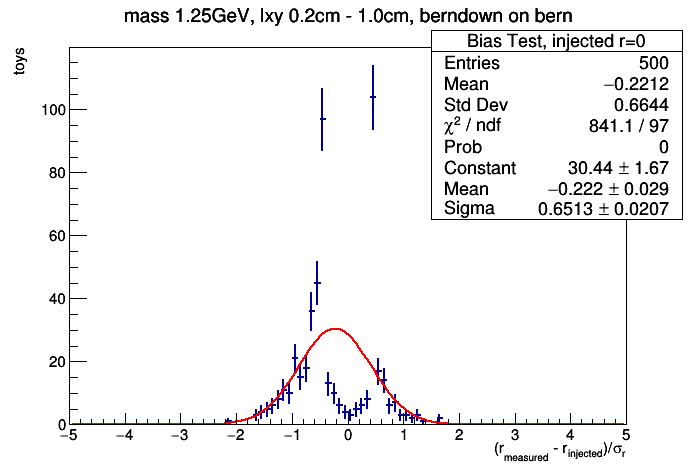 mass 1.25GeV, lxy 0.2cm - 1.0cm, berndown on bern
toys
Bias Test, injected r=0
Entries 500
Mean −0.2212
Std Dev 0.6644
χ² / ndf 841.1 / 97
Prob 0
Constant 30.44 ± 1.67
Mean −0.222 ± 0.029
Sigma 0.6513 ± 0.0207
100
80
60
40
20
0
−5 −4 −3 −2 −1 0 1 2 3 4 5
(r_measured - r_injected)/σ_r